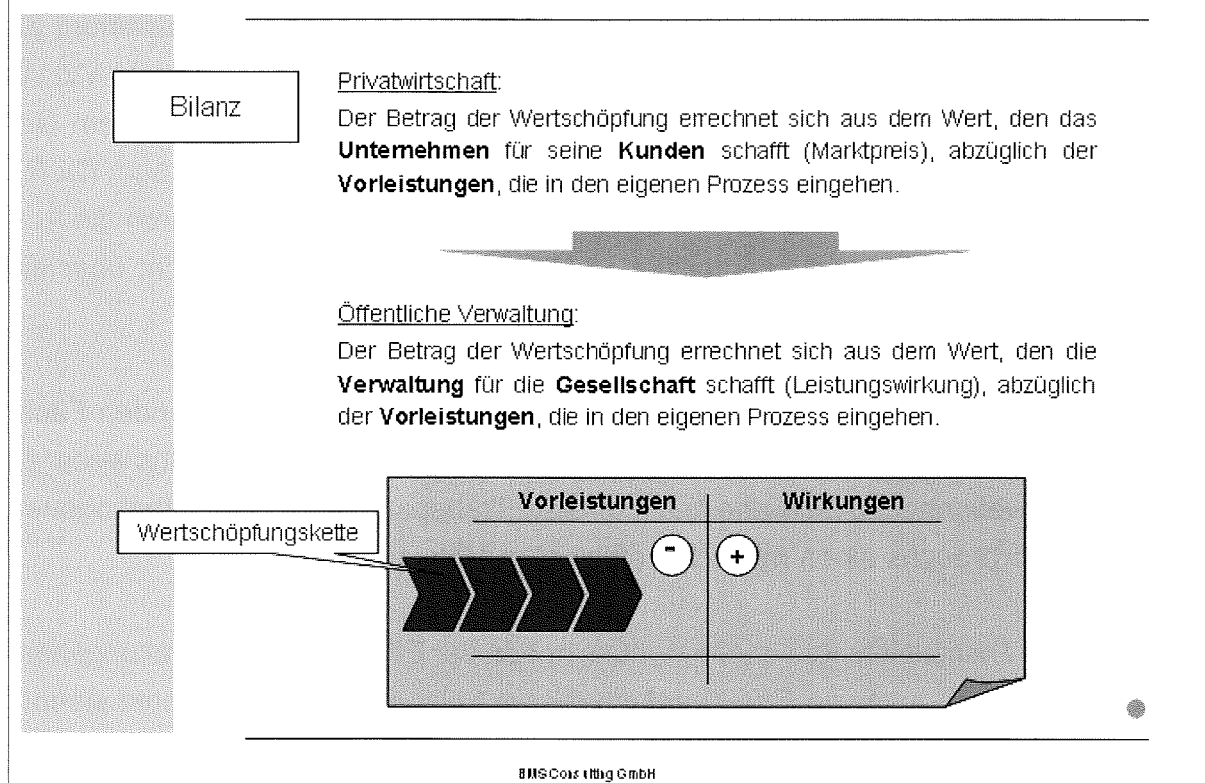 Bilanz
Privatwirtschaft:
Der Betrag der Wertschöpfung errechnet sich aus dem Wert, den das
Unternehmen für seine Kunden schafft (Marktpreis), abzüglich der
Vorleistungen, die in den eigenen Prozess eingehen.
Öffentliche Verwaltung:
Der Betrag der Wertschöpfung errechnet sich aus dem Wert, den die
Verwaltung für die Gesellschaft schafft (Leistungswirkung), abzüglich
der Vorleistungen, die in den eigenen Prozess eingehen.
Vorleistungen Wirkungen
Wertschöpfungskette
- +
BMS Consulting GmbH